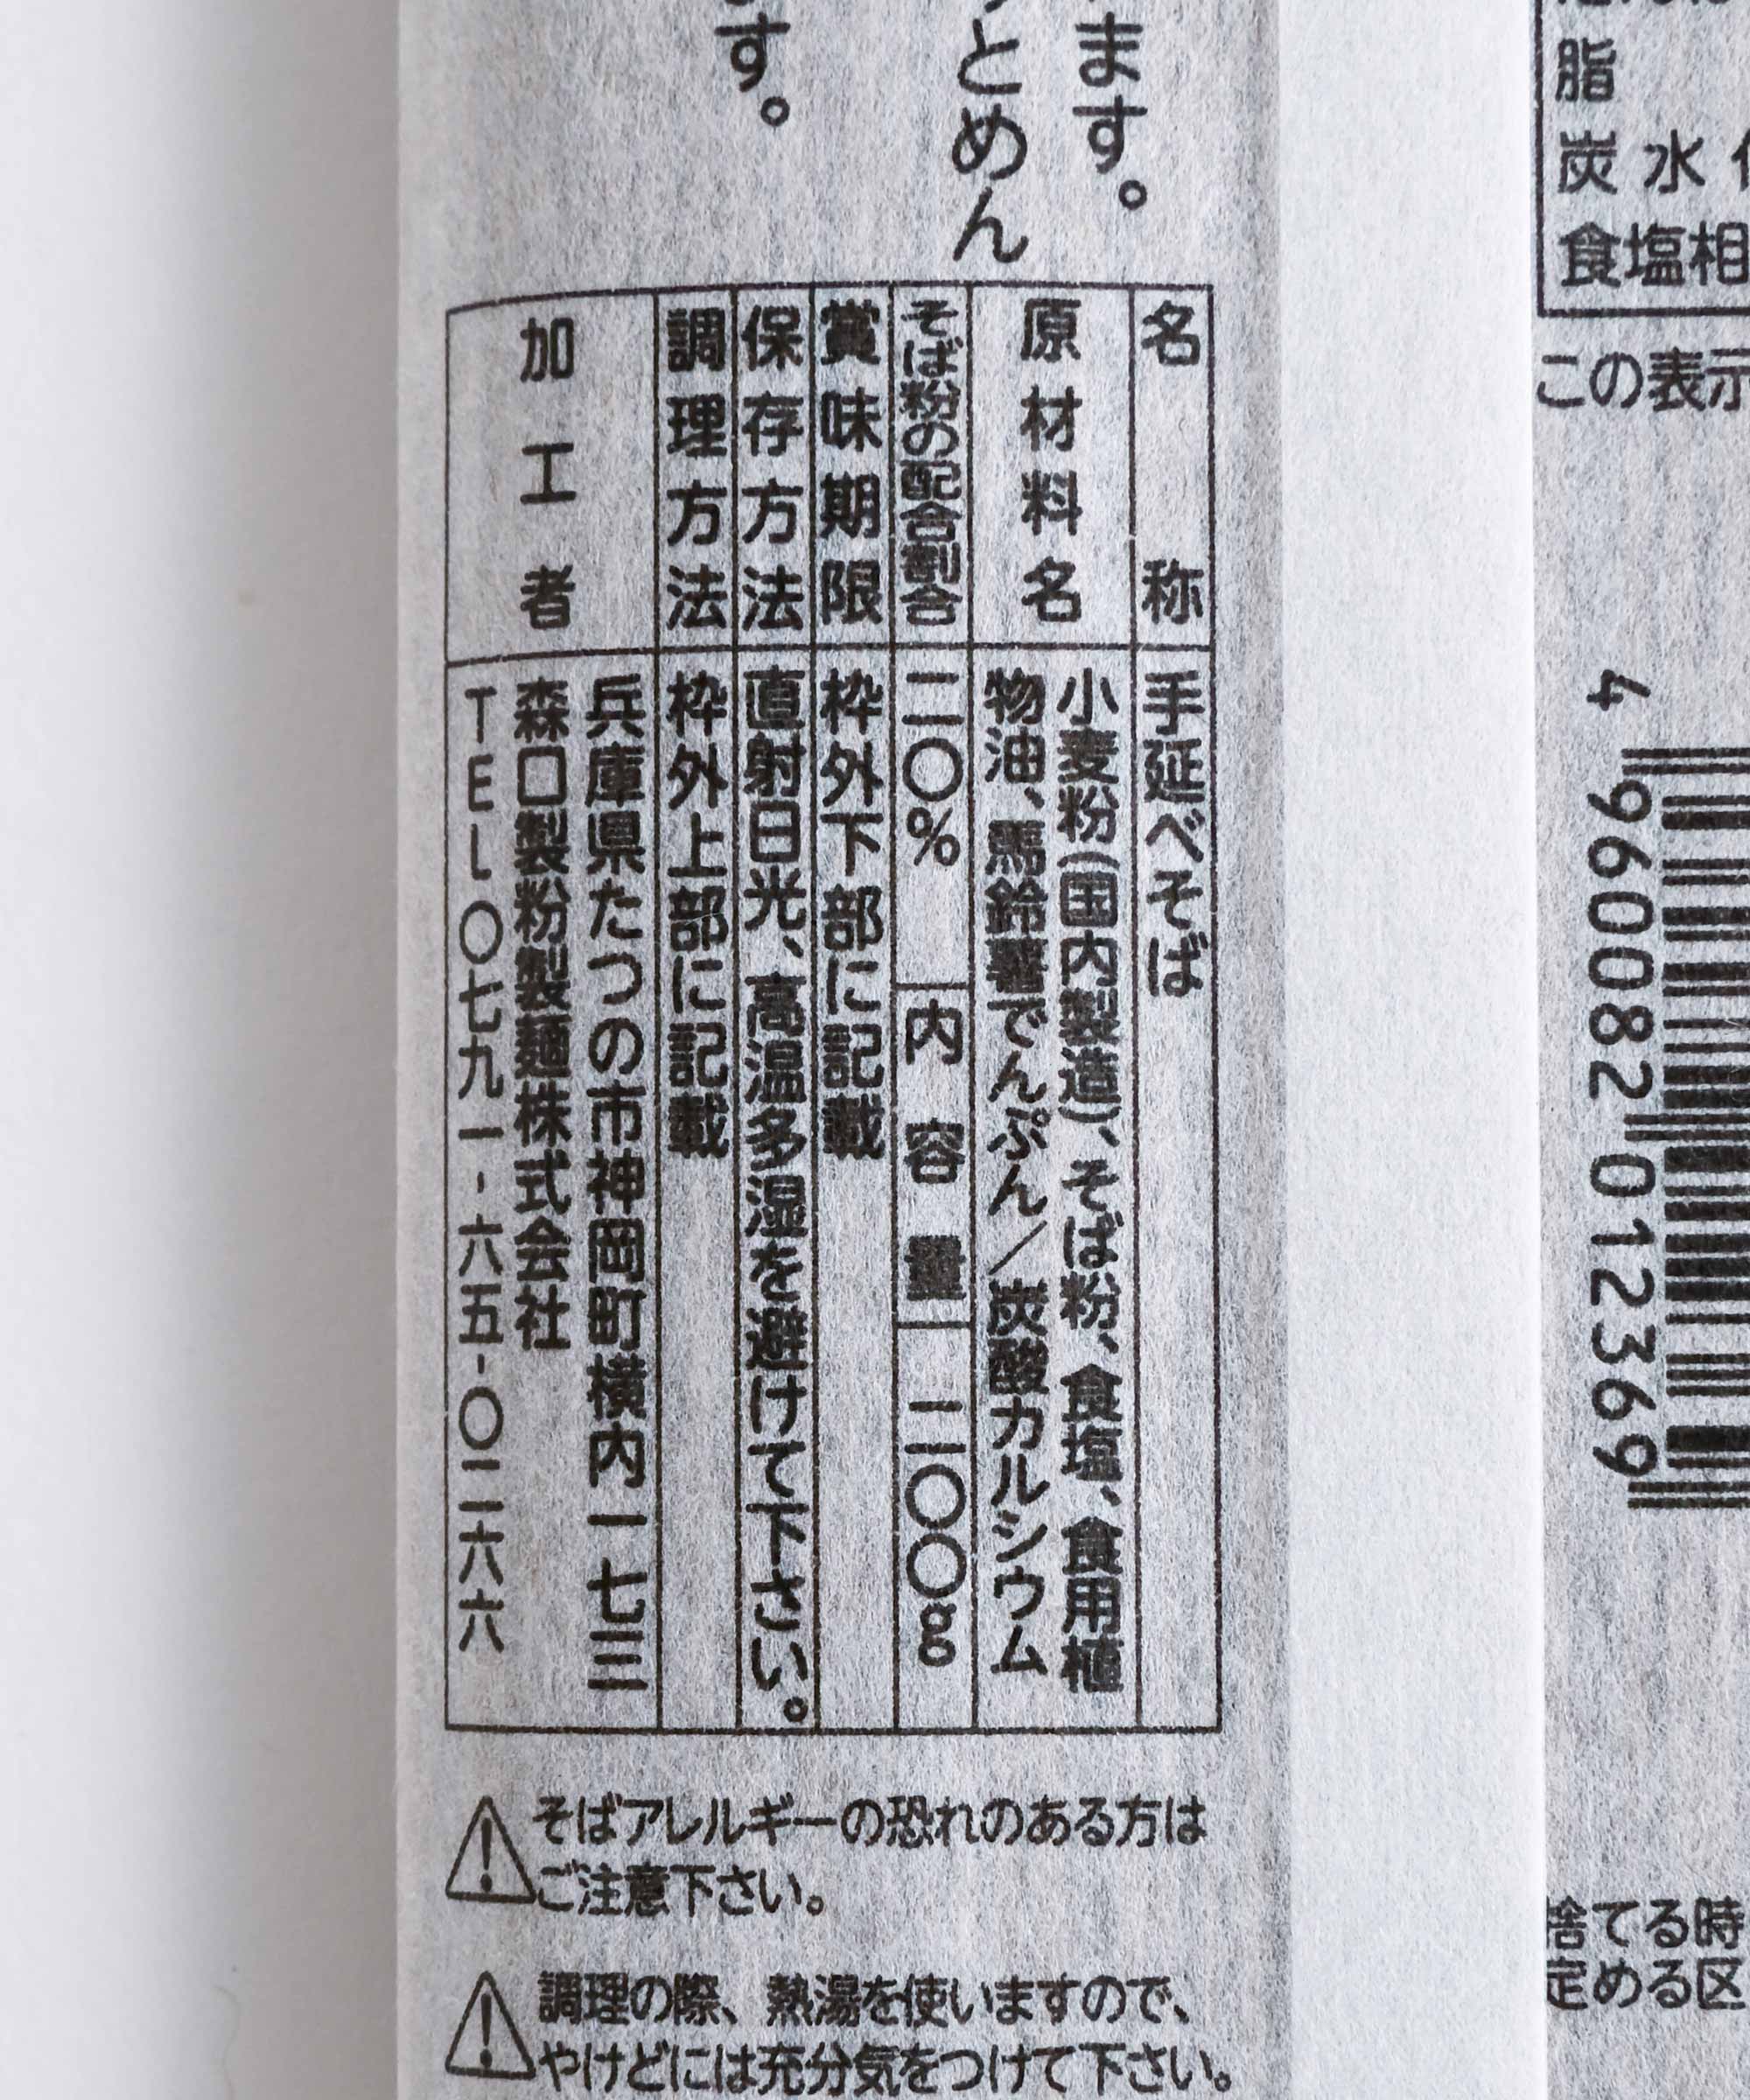 ます。
とめん
す。
名称 手延べそば
原材料名 小麦粉(国内製造)、そば粉、食塩、食用植
物油、馬鈴薯でんぷん/炭酸カルシウム
そば粉の配合割合 二〇% 内容量 二〇〇g
賞味期限 枠外下部に記載
保存方法 直射日光、高温多湿を避けて下さい。
調理方法 枠外上部に記載
加工者 兵庫県たつの市神岡町横内一七三
森口製粉製麺株式会社
TEL〇七九一-六五-〇二六六
そばアレルギーの恐れのある方は
ご注意下さい。
調理の際、熱湯を使いますので、
やけどには充分気をつけて下さい。
脂
炭水
食塩相
この表示
4 960082 012369
捨てる時
定める区